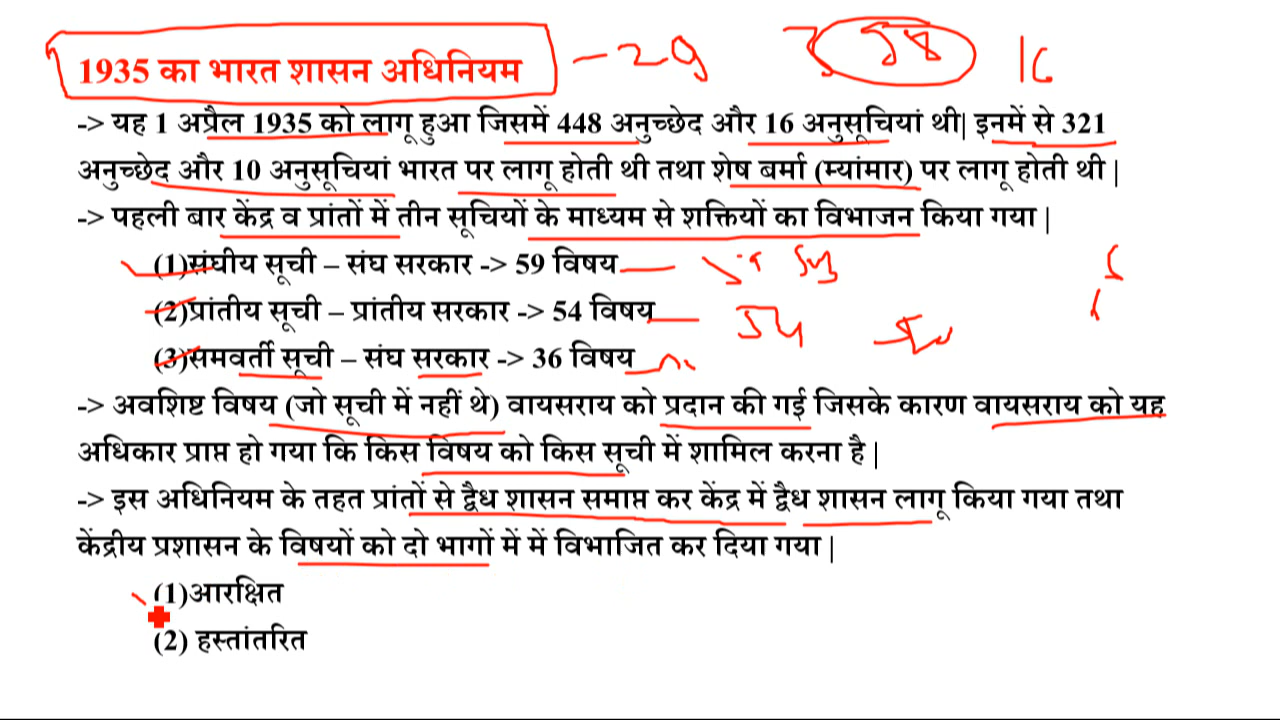 1935 का भारत शासन अधिनियम -29 58 16
-> यह 1 अप्रैल 1935 को लागू हुआ जिसमें 448 अनुच्छेद और 16 अनुसूचियां थी| इनमें से 321
अनुच्छेद और 10 अनुसूचियां भारत पर लागू होती थी तथा शेष बर्मा (म्यांमार) पर लागू होती थी |
-> पहली बार केंद्र व प्रांतों में तीन सूचियों के माध्यम से शक्तियों का विभाजन किया गया |
(1)संघीय सूची – संघ सरकार -> 59 विषय
(2)प्रांतीय सूची – प्रांतीय सरकार -> 54 विषय 54
(3)समवर्ती सूची – संघ सरकार -> 36 विषय
-> अवशिष्ट विषय (जो सूची में नहीं थे) वायसराय को प्रदान की गई जिसके कारण वायसराय को यह
अधिकार प्राप्त हो गया कि किस विषय को किस सूची में शामिल करना है |
-> इस अधिनियम के तहत प्रांतों से द्वैध शासन समाप्त कर केंद्र में द्वैध शासन लागू किया गया तथा
केंद्रीय प्रशासन के विषयों को दो भागों में में विभाजित कर दिया गया |
(1)आरक्षित
(2) हस्तांतरित